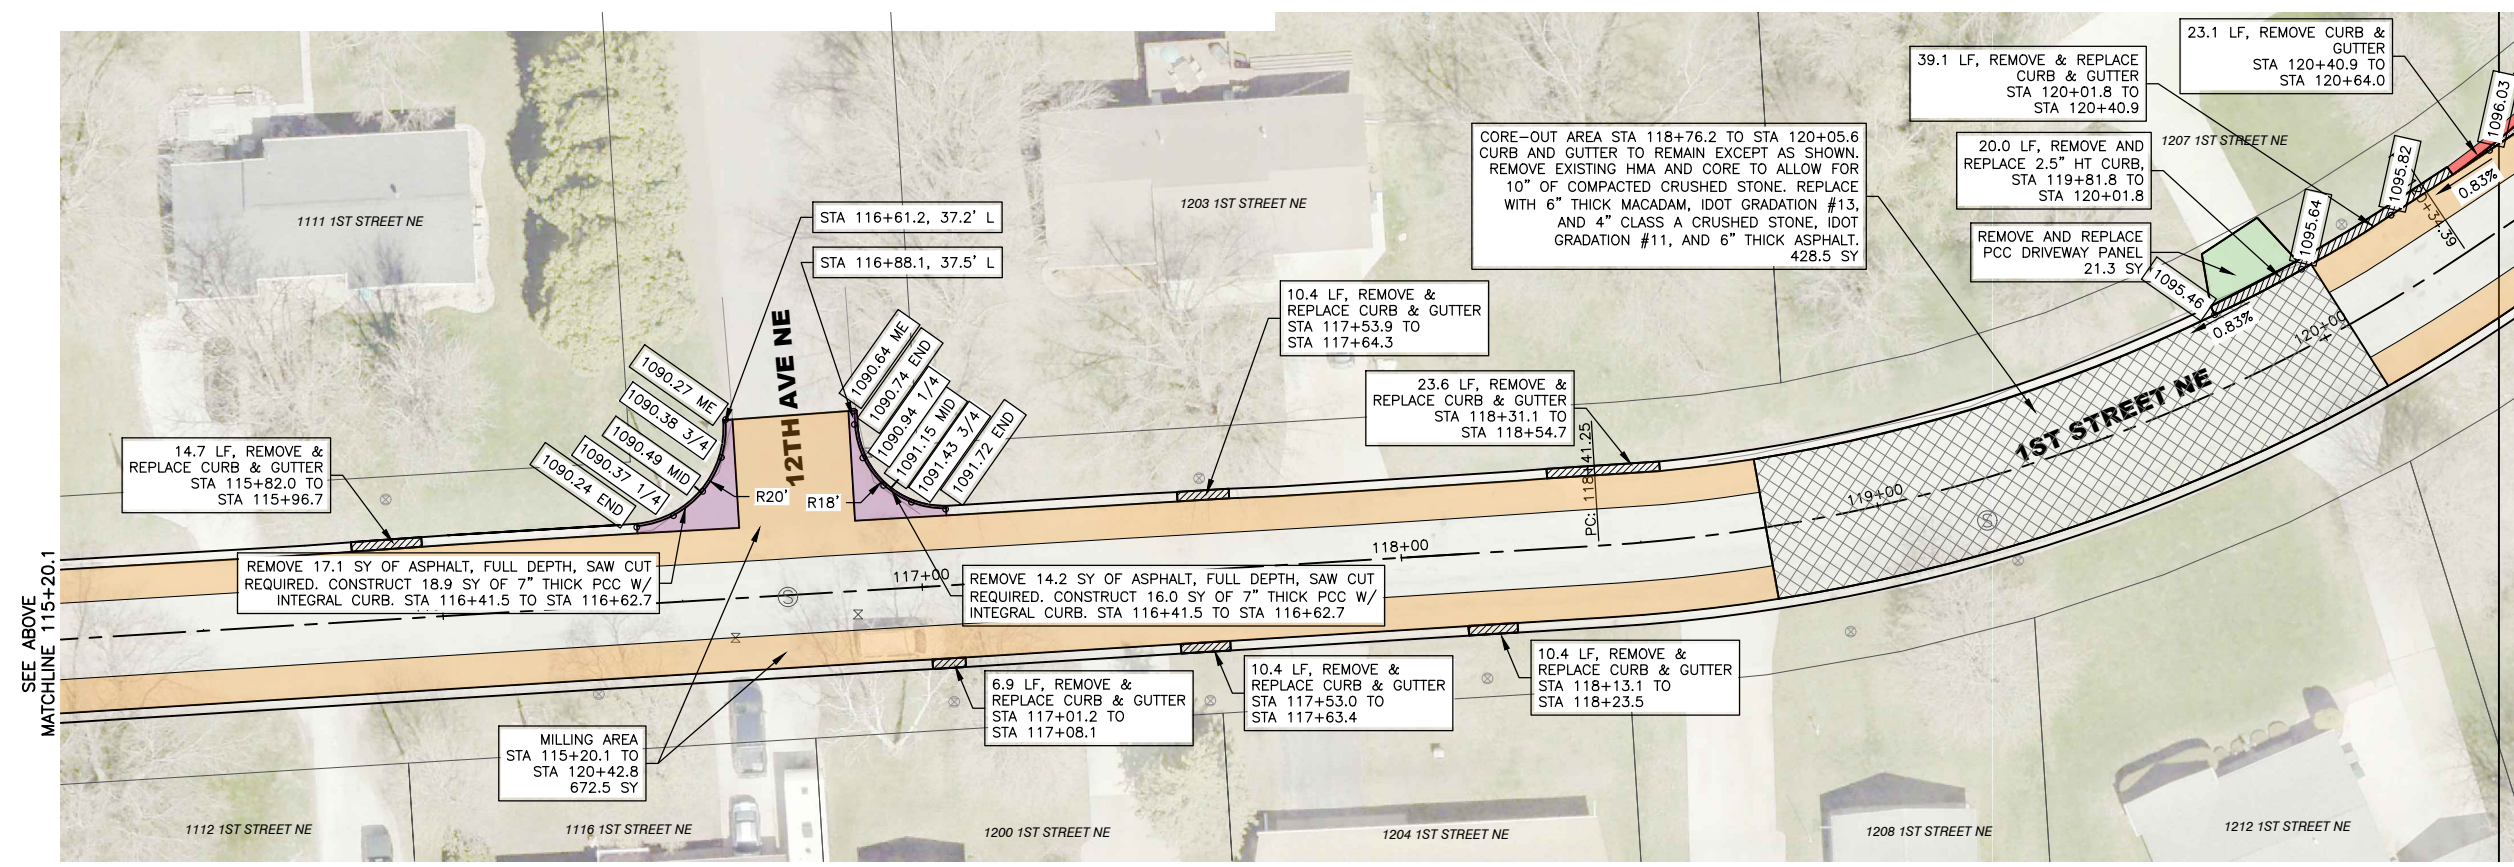 23.1 LF, REMOVE CURB &
GUTTER
STA 120+40.9 TO
STA 120+64.0
39.1 LF, REMOVE & REPLACE
CURB & GUTTER
STA 120+01.8 TO
STA 120+40.9
1096.03
1207 1ST STREET NE
CORE-OUT AREA STA 118+76.2 TO STA 120+05.6
CURB AND GUTTER TO REMAIN EXCEPT AS SHOWN.
REMOVE EXISTING HMA AND CORE TO ALLOW FOR
10" OF COMPACTED CRUSHED STONE. REPLACE
WITH 6" THICK MACADAM, IDOT GRADATION #13,
AND 4" CLASS A CRUSHED STONE, IDOT
GRADATION #11, AND 6" THICK ASPHALT.
428.5 SY
20.0 LF, REMOVE AND
REPLACE 2.5" HT CURB,
STA 119+81.8 TO
STA 120+01.8
1095.82
0.83%
1095.64
REMOVE AND REPLACE
PCC DRIVEWAY PANEL
21.3 SY
1095.46
0.83%
120+00
1111 1ST STREET NE
1203 1ST STREET NE
STA 116+61.2, 37.2' L
STA 116+88.1, 37.5' L
12TH AVE NE
10.4 LF, REMOVE &
REPLACE CURB & GUTTER
STA 117+53.9 TO
STA 117+64.3
23.6 LF, REMOVE &
REPLACE CURB & GUTTER
STA 118+31.1 TO
STA 118+54.7
1ST STREET NE
1090.27 ME
1090.38 3/4
1090.49 MID
1090.37 1/4
1090.24 END
1090.64 ME
1090.74 END
1090.94 1/4
1091.15 MID
1091.43 3/4
1091.72 END
R20'
R18'
14.7 LF, REMOVE &
REPLACE CURB & GUTTER
STA 115+82.0 TO
STA 115+96.7
PC: 118+41.25
119+00
118+00
117+00
SEE ABOVE
MATCHLINE 115+20.1
REMOVE 17.1 SY OF ASPHALT, FULL DEPTH, SAW CUT
REQUIRED. CONSTRUCT 18.9 SY OF 7" THICK PCC W/
INTEGRAL CURB. STA 116+41.5 TO STA 116+62.7
REMOVE 14.2 SY OF ASPHALT, FULL DEPTH, SAW CUT
REQUIRED. CONSTRUCT 16.0 SY OF 7" THICK PCC W/
INTEGRAL CURB. STA 116+41.5 TO STA 116+62.7
MILLING AREA
STA 115+20.1 TO
STA 120+42.8
672.5 SY
6.9 LF, REMOVE &
REPLACE CURB & GUTTER
STA 117+01.2 TO
STA 117+08.1
10.4 LF, REMOVE &
REPLACE CURB & GUTTER
STA 117+53.0 TO
STA 117+63.4
10.4 LF, REMOVE &
REPLACE CURB & GUTTER
STA 118+13.1 TO
STA 118+23.5
1112 1ST STREET NE
1116 1ST STREET NE
1200 1ST STREET NE
1204 1ST STREET NE
1208 1ST STREET NE
1212 1ST STREET NE